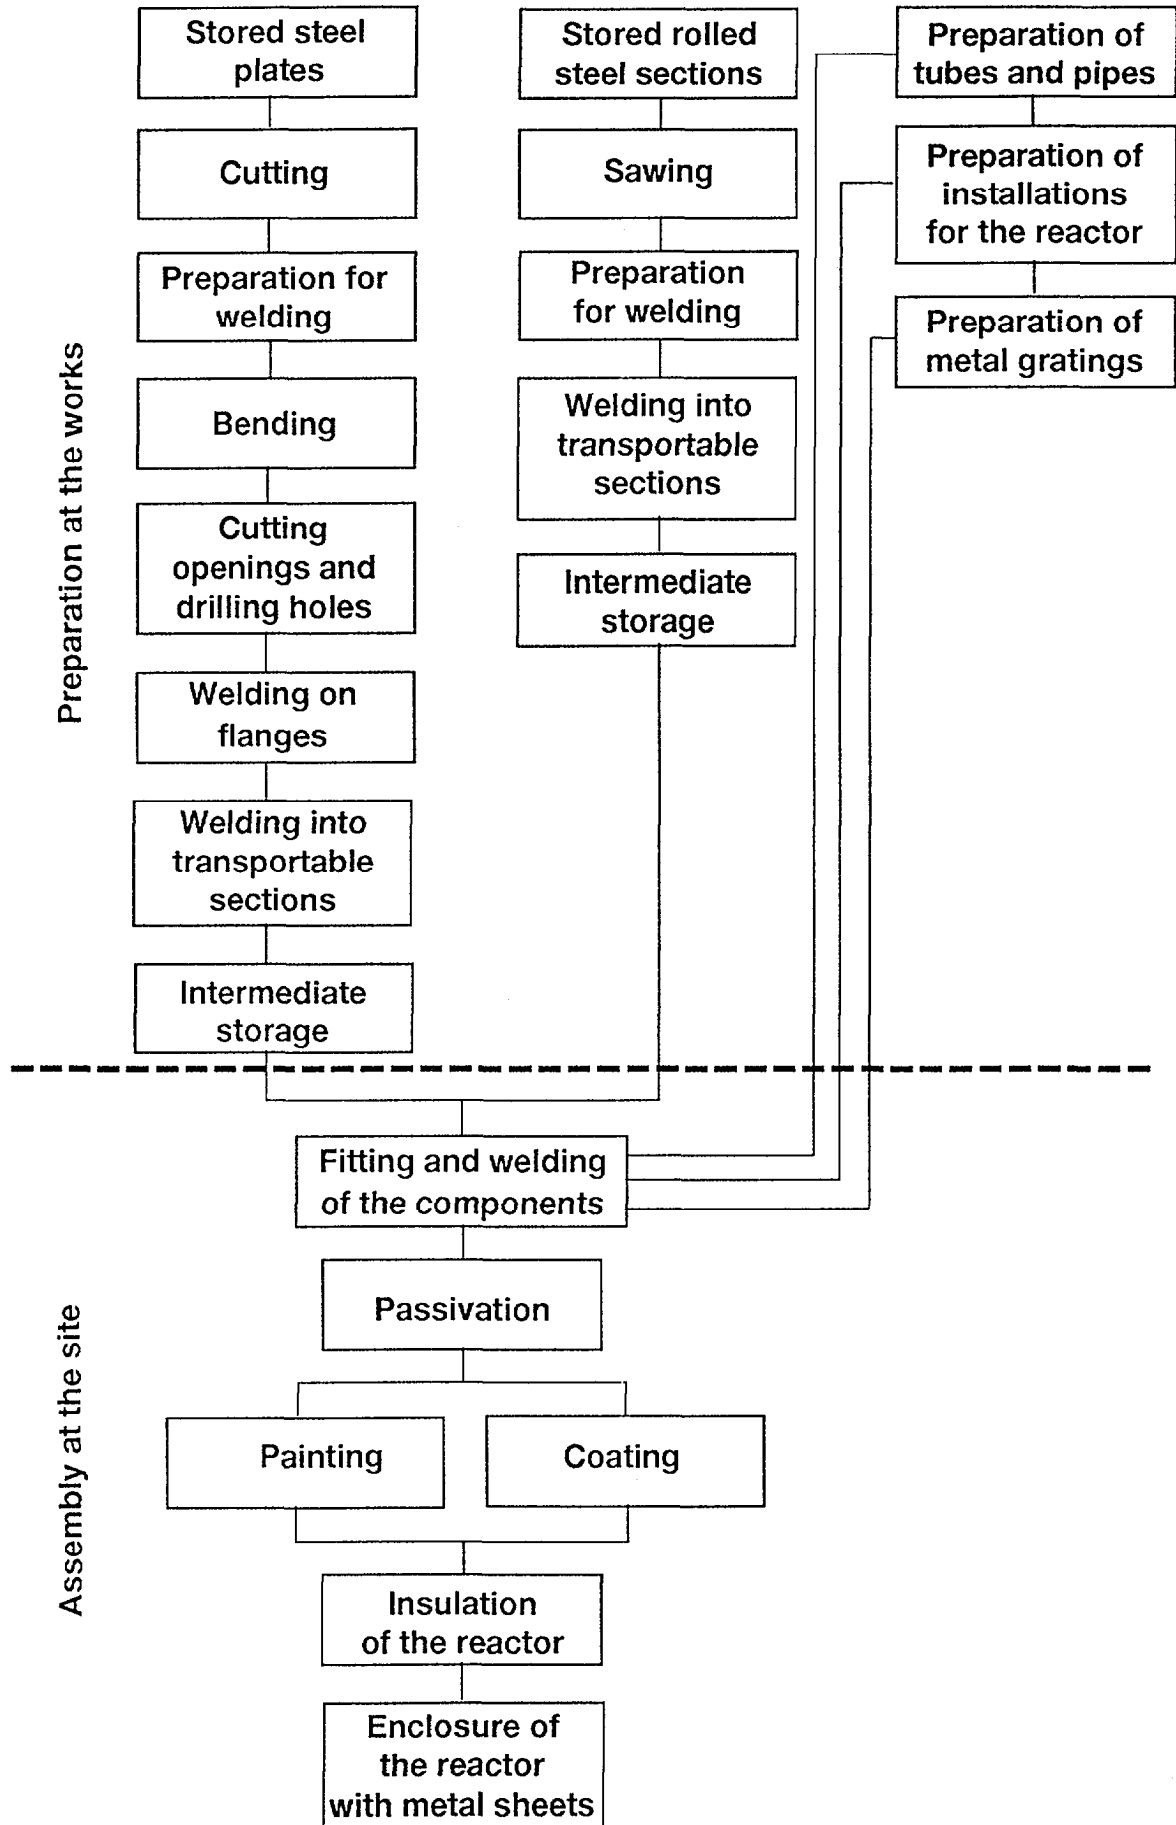 Stored steel
plates
Cutting
Preparation for
welding
Bending
Cutting
openings and
drilling holes
Welding on
flanges
Welding into
transportable
sections
Intermediate
storage
Stored rolled
steel sections
Sawing
Preparation
for welding
Welding into
transportable
sections
Intermediate
storage
Preparation of
tubes and pipes
Preparation of
installations
for the reactor
Preparation of
metal gratings
Preparation at the works
Fitting and welding
of the components
Passivation
Painting
Coating
Insulation
of the reactor
Enclosure of
the reactor
with metal sheets
Assembly at the site